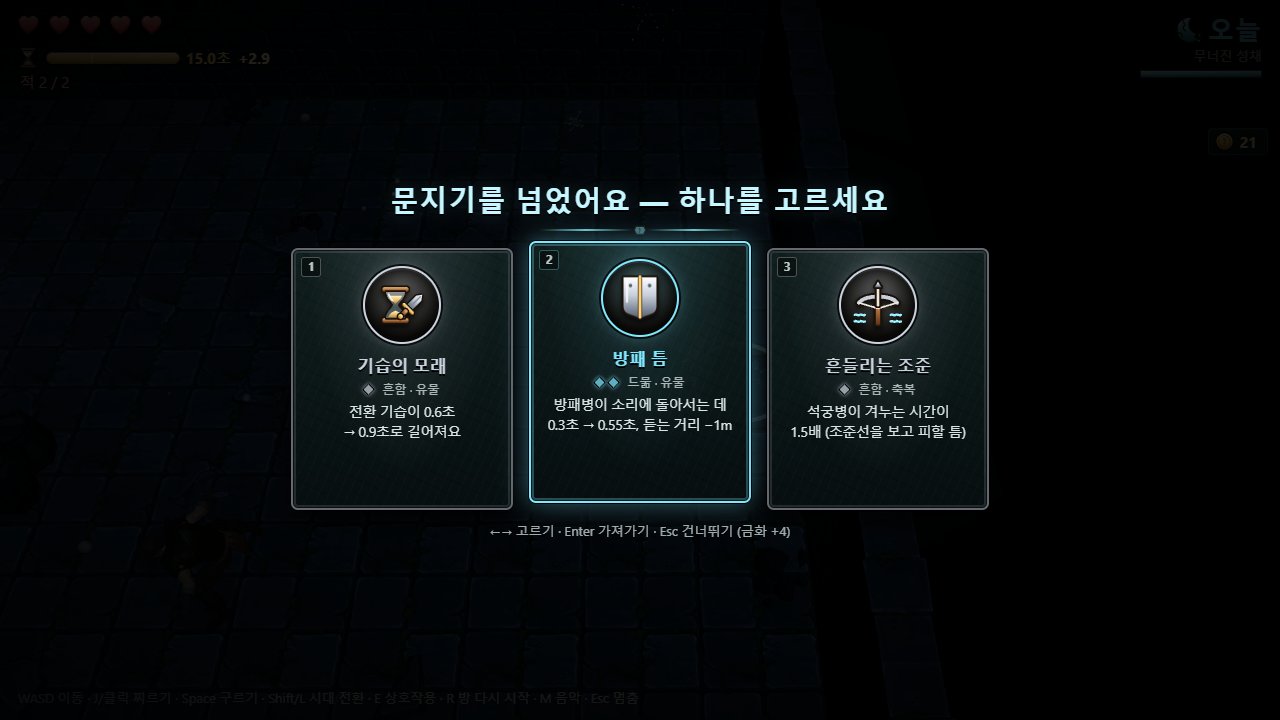 15.0초 +2.9
적 2 / 2
오늘
무너진 성채
21
문지기를 넘었어요 — 하나를 고르세요
1
기습의 모래
흔함 · 유물
전환 기습이 0.6초
→ 0.9초로 길어져요
2
방패 틈
드묾 · 유물
방패병이 소리에 돌아서는 데
0.3초 → 0.55초, 듣는 거리 −1m
3
흔들리는 조준
흔함 · 축복
석궁병이 겨누는 시간이
1.5배 (조준선을 보고 피할 틈)
←→ 고르기 · Enter 가져가기 · Esc 건너뛰기 (금화 +4)
WASD 이동 · J/클릭 찌르기 · Space 구르기 · Shift/L 시대 전환 · E 상호작용 · R 방 다시 시작 · M 음악 · Esc 멈춤